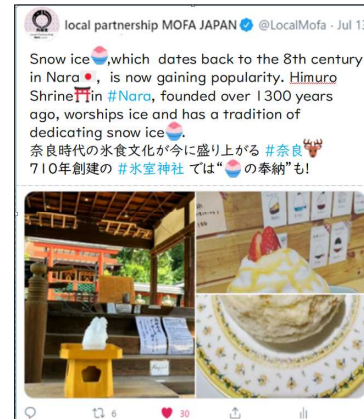 local partnership MOFA JAPAN @LocalMofa · Jul 13
Snow ice🍧,which dates back to the 8th century
in Nara🇯🇵, is now gaining popularity. Himuro
Shrine⛩in #Nara, founded over 1300 years
ago, worships ice and has a tradition of
dedicating snow ice🍧.
奈良時代の氷食文化が今に盛り上がる #奈良🦌
710年創建の #氷室神社 では“🍧の奉納”も!
6
30